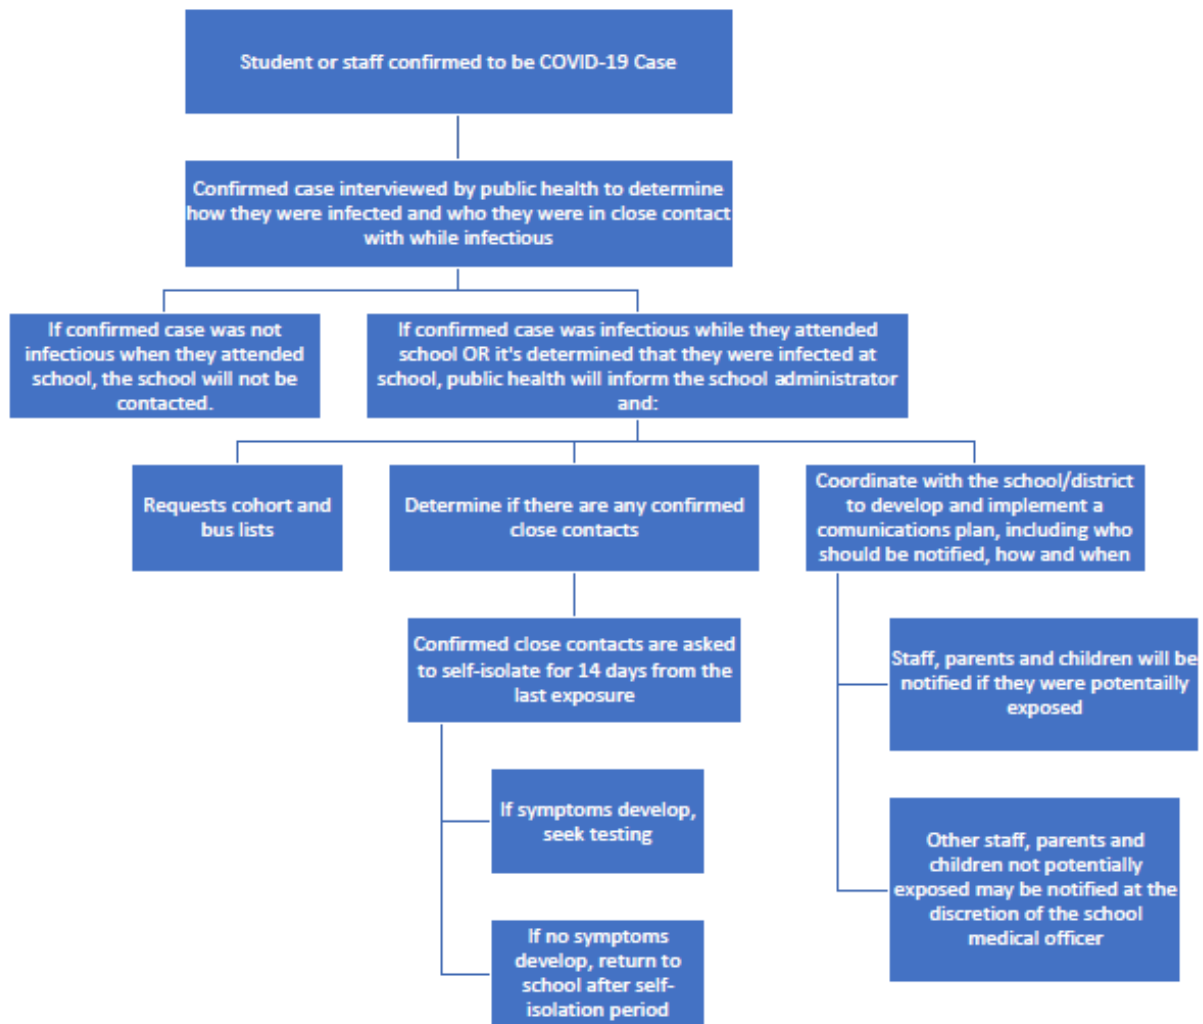 Student or staff confirmed to be COVID-19 Case
Confirmed case interviewed by public health to determine
how they were infected and who they were in close contact
with while infectious
If confirmed case was not
infectious when they attended
school, the school will not be
contacted.
If confirmed case was infectious while they attended
school OR it's determined that they were infected at
school, public health will inform the school administrator
and:
Requests cohort and
bus lists
Determine if there are any confirmed
close contacts
Coordinate with the school/district
to develop and implement a
comunications plan, including who
should be notified, how and when
Confirmed close contacts are asked
to self-isolate for 14 days from the
last exposure
If symptoms develop,
seek testing
If no symptoms
develop, return to
school after self-
isolation period
Staff, parents and children will be
notified if they were potentailly
exposed
Other staff, parents and
children not potentially
exposed may be notified at the
discretion of the school
medical officer